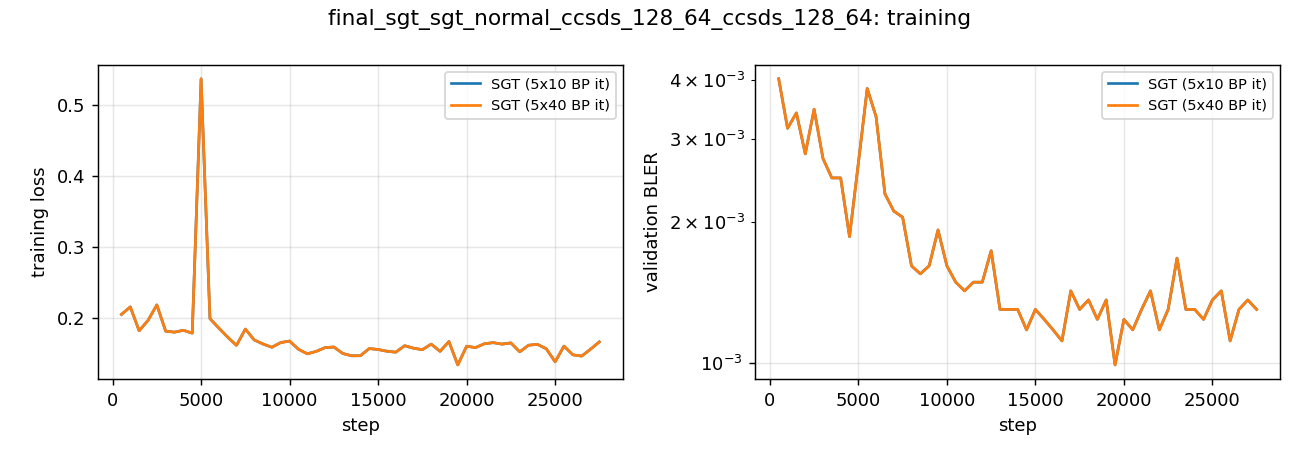 final_sgt_sgt_normal_ccsds_128_64_ccsds_128_64: training
training loss
0.5
0.4
0.3
0.2
SGT (5x10 BP it)
SGT (5x40 BP it)
0 5000 10000 15000 20000 25000
step
validation BLER
4 × 10⁻³
3 × 10⁻³
2 × 10⁻³
10⁻³
SGT (5x10 BP it)
SGT (5x40 BP it)
0 5000 10000 15000 20000 25000
step